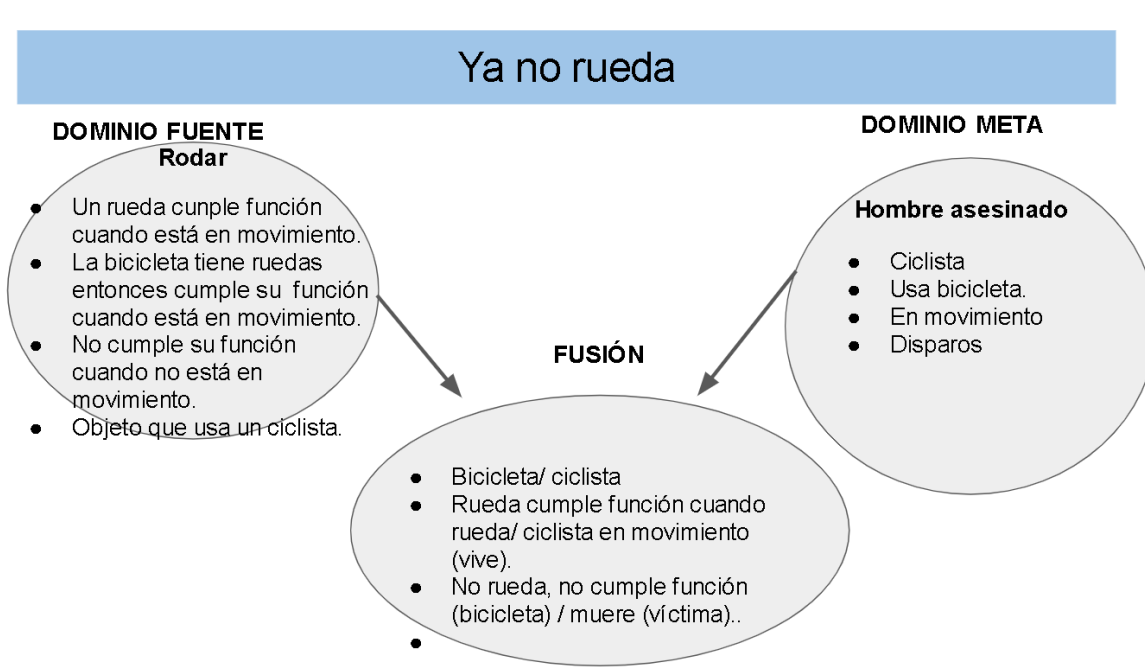 Ya no rueda
DOMINIO FUENTE
Rodar
● Un rueda cunple función
cuando está en movimiento.
● La bicicleta tiene ruedas
entonces cumple su función
cuando está en movimiento.
● No cumple su función
cuando no está en
movimiento.
● Objeto que usa un ciclista.
DOMINIO META
Hombre asesinado
● Ciclista
● Usa bicicleta.
● En movimiento
● Disparos
FUSIÓN
● Bicicleta/ ciclista
● Rueda cumple función cuando
rueda/ ciclista en movimiento
(vive).
● No rueda, no cumple función
(bicicleta) / muere (víctima)..
●